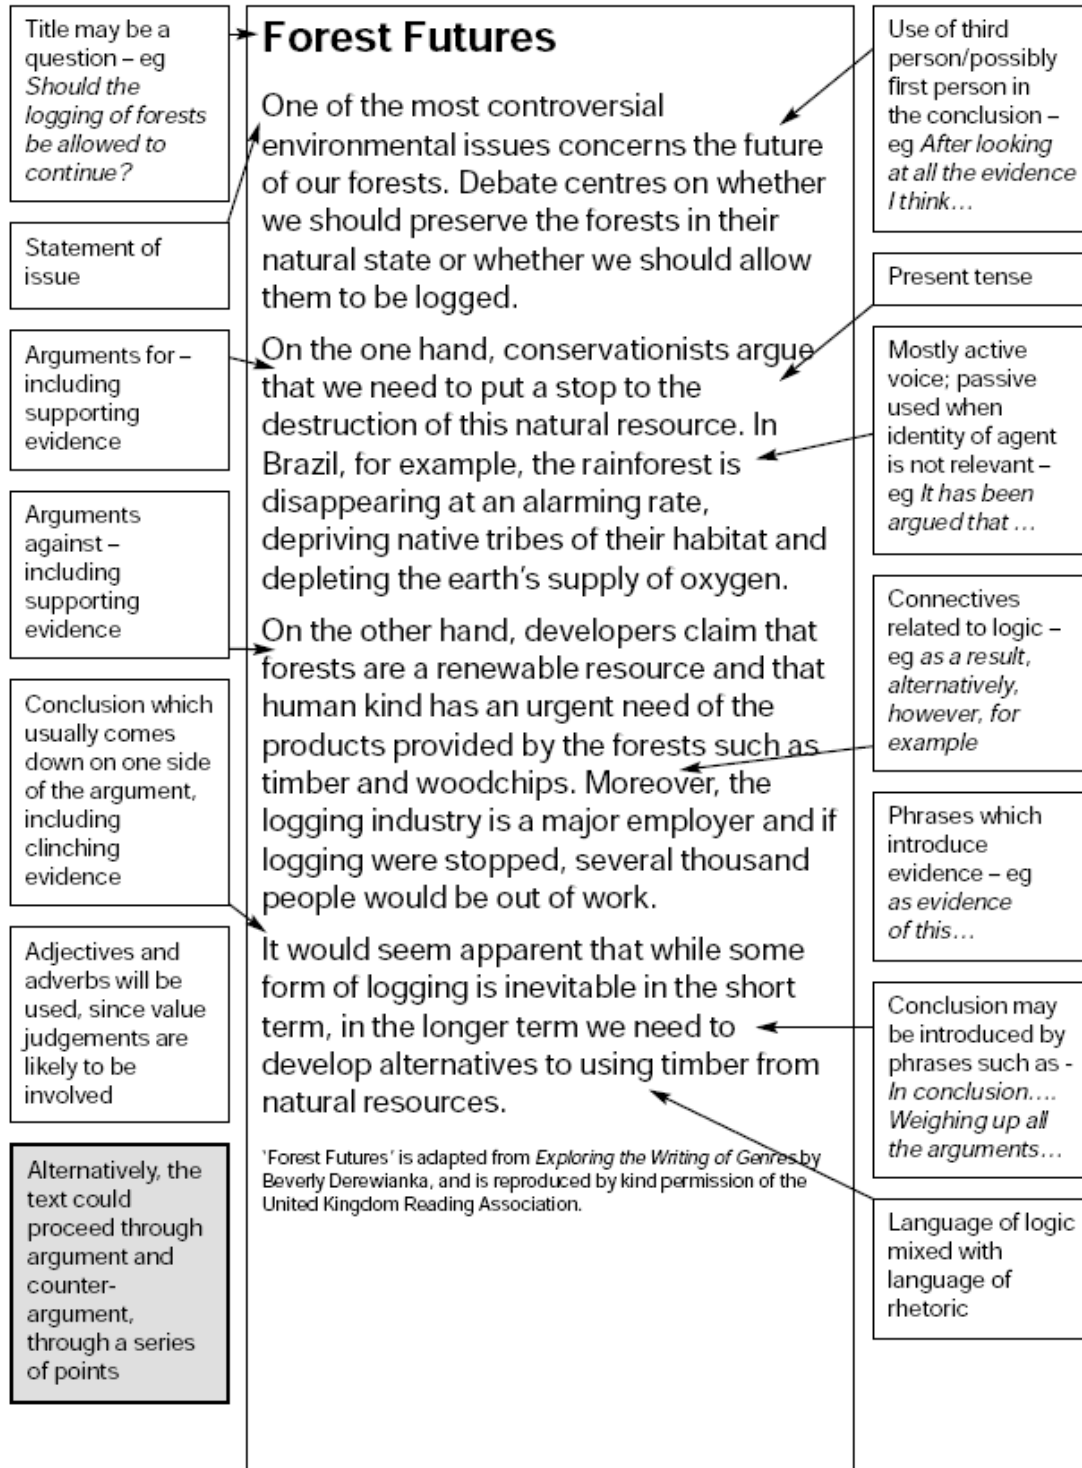 Title may be a
question – eg
Should the
logging of forests
be allowed to
continue?
Statement of
issue
Arguments for –
including
supporting
evidence
Arguments
against –
including
supporting
evidence
Conclusion which
usually comes
down on one side
of the argument,
including
clinching
evidence
Adjectives and
adverbs will be
used, since value
judgements are
likely to be
involved
Alternatively, the
text could
proceed through
argument and
counter-
argument,
through a series
of points
Forest Futures
One of the most controversial
environmental issues concerns the future
of our forests. Debate centres on whether
we should preserve the forests in their
natural state or whether we should allow
them to be logged.
On the one hand, conservationists argue
that we need to put a stop to the
destruction of this natural resource. In
Brazil, for example, the rainforest is
disappearing at an alarming rate,
depriving native tribes of their habitat and
depleting the earth's supply of oxygen.
On the other hand, developers claim that
forests are a renewable resource and that
human kind has an urgent need of the
products provided by the forests such as
timber and woodchips. Moreover, the
logging industry is a major employer and if
logging were stopped, several thousand
people would be out of work.
It would seem apparent that while some
form of logging is inevitable in the short
term, in the longer term we need to
develop alternatives to using timber from
natural resources.
'Forest Futures' is adapted from Exploring the Writing of Genres by
Beverly Derewianka, and is reproduced by kind permission of the
United Kingdom Reading Association.
Use of third
person/possibly
first person in
the conclusion –
eg After looking
at all the evidence
I think…
Present tense
Mostly active
voice; passive
used when
identity of agent
is not relevant –
eg It has been
argued that …
Connectives
related to logic –
eg as a result,
alternatively,
however, for
example
Phrases which
introduce
evidence – eg
as evidence
of this…
Conclusion may
be introduced by
phrases such as -
In conclusion….
Weighing up all
the arguments…
Language of logic
mixed with
language of
rhetoric